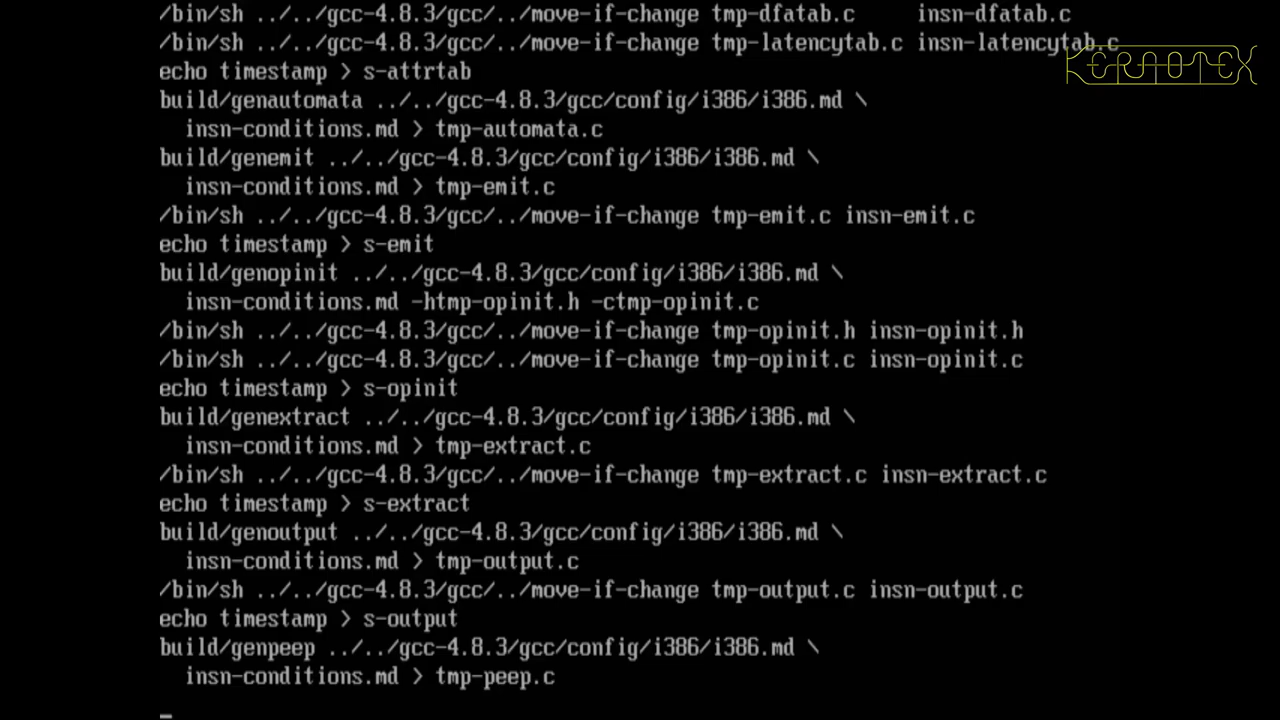 /bin/sh ../../gcc-4.8.3/gcc/../move-if-change tmp-dfatab.c     insn-dfatab.c
/bin/sh ../../gcc-4.8.3/gcc/../move-if-change tmp-latencytab.c insn-latencytab.c
KERNOTEX
echo timestamp > s-attrtab
build/genautomata ../../gcc-4.8.3/gcc/config/i386/i386.md \
  insn-conditions.md > tmp-automata.c
build/genemit ../../gcc-4.8.3/gcc/config/i386/i386.md \
  insn-conditions.md > tmp-emit.c
/bin/sh ../../gcc-4.8.3/gcc/../move-if-change tmp-emit.c insn-emit.c
echo timestamp > s-emit
build/genopinit ../../gcc-4.8.3/gcc/config/i386/i386.md \
  insn-conditions.md -htmp-opinit.h -ctmp-opinit.c
/bin/sh ../../gcc-4.8.3/gcc/../move-if-change tmp-opinit.h insn-opinit.h
/bin/sh ../../gcc-4.8.3/gcc/../move-if-change tmp-opinit.c insn-opinit.c
echo timestamp > s-opinit
build/genextract ../../gcc-4.8.3/gcc/config/i386/i386.md \
  insn-conditions.md > tmp-extract.c
/bin/sh ../../gcc-4.8.3/gcc/../move-if-change tmp-extract.c insn-extract.c
echo timestamp > s-extract
build/genoutput ../../gcc-4.8.3/gcc/config/i386/i386.md \
  insn-conditions.md > tmp-output.c
/bin/sh ../../gcc-4.8.3/gcc/../move-if-change tmp-output.c insn-output.c
echo timestamp > s-output
build/genpeep ../../gcc-4.8.3/gcc/config/i386/i386.md \
  insn-conditions.md > tmp-peep.c